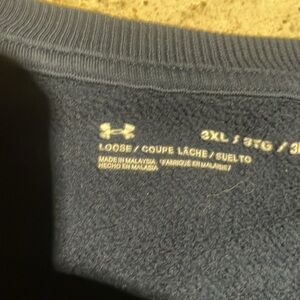 3XL / 3TG / 3
LOOSE / COUPE LÂCHE / SUELTO
MADE IN MALAYSIA / FABRIQUÉ EN MALAISIE /
HECHO EN MALASIA